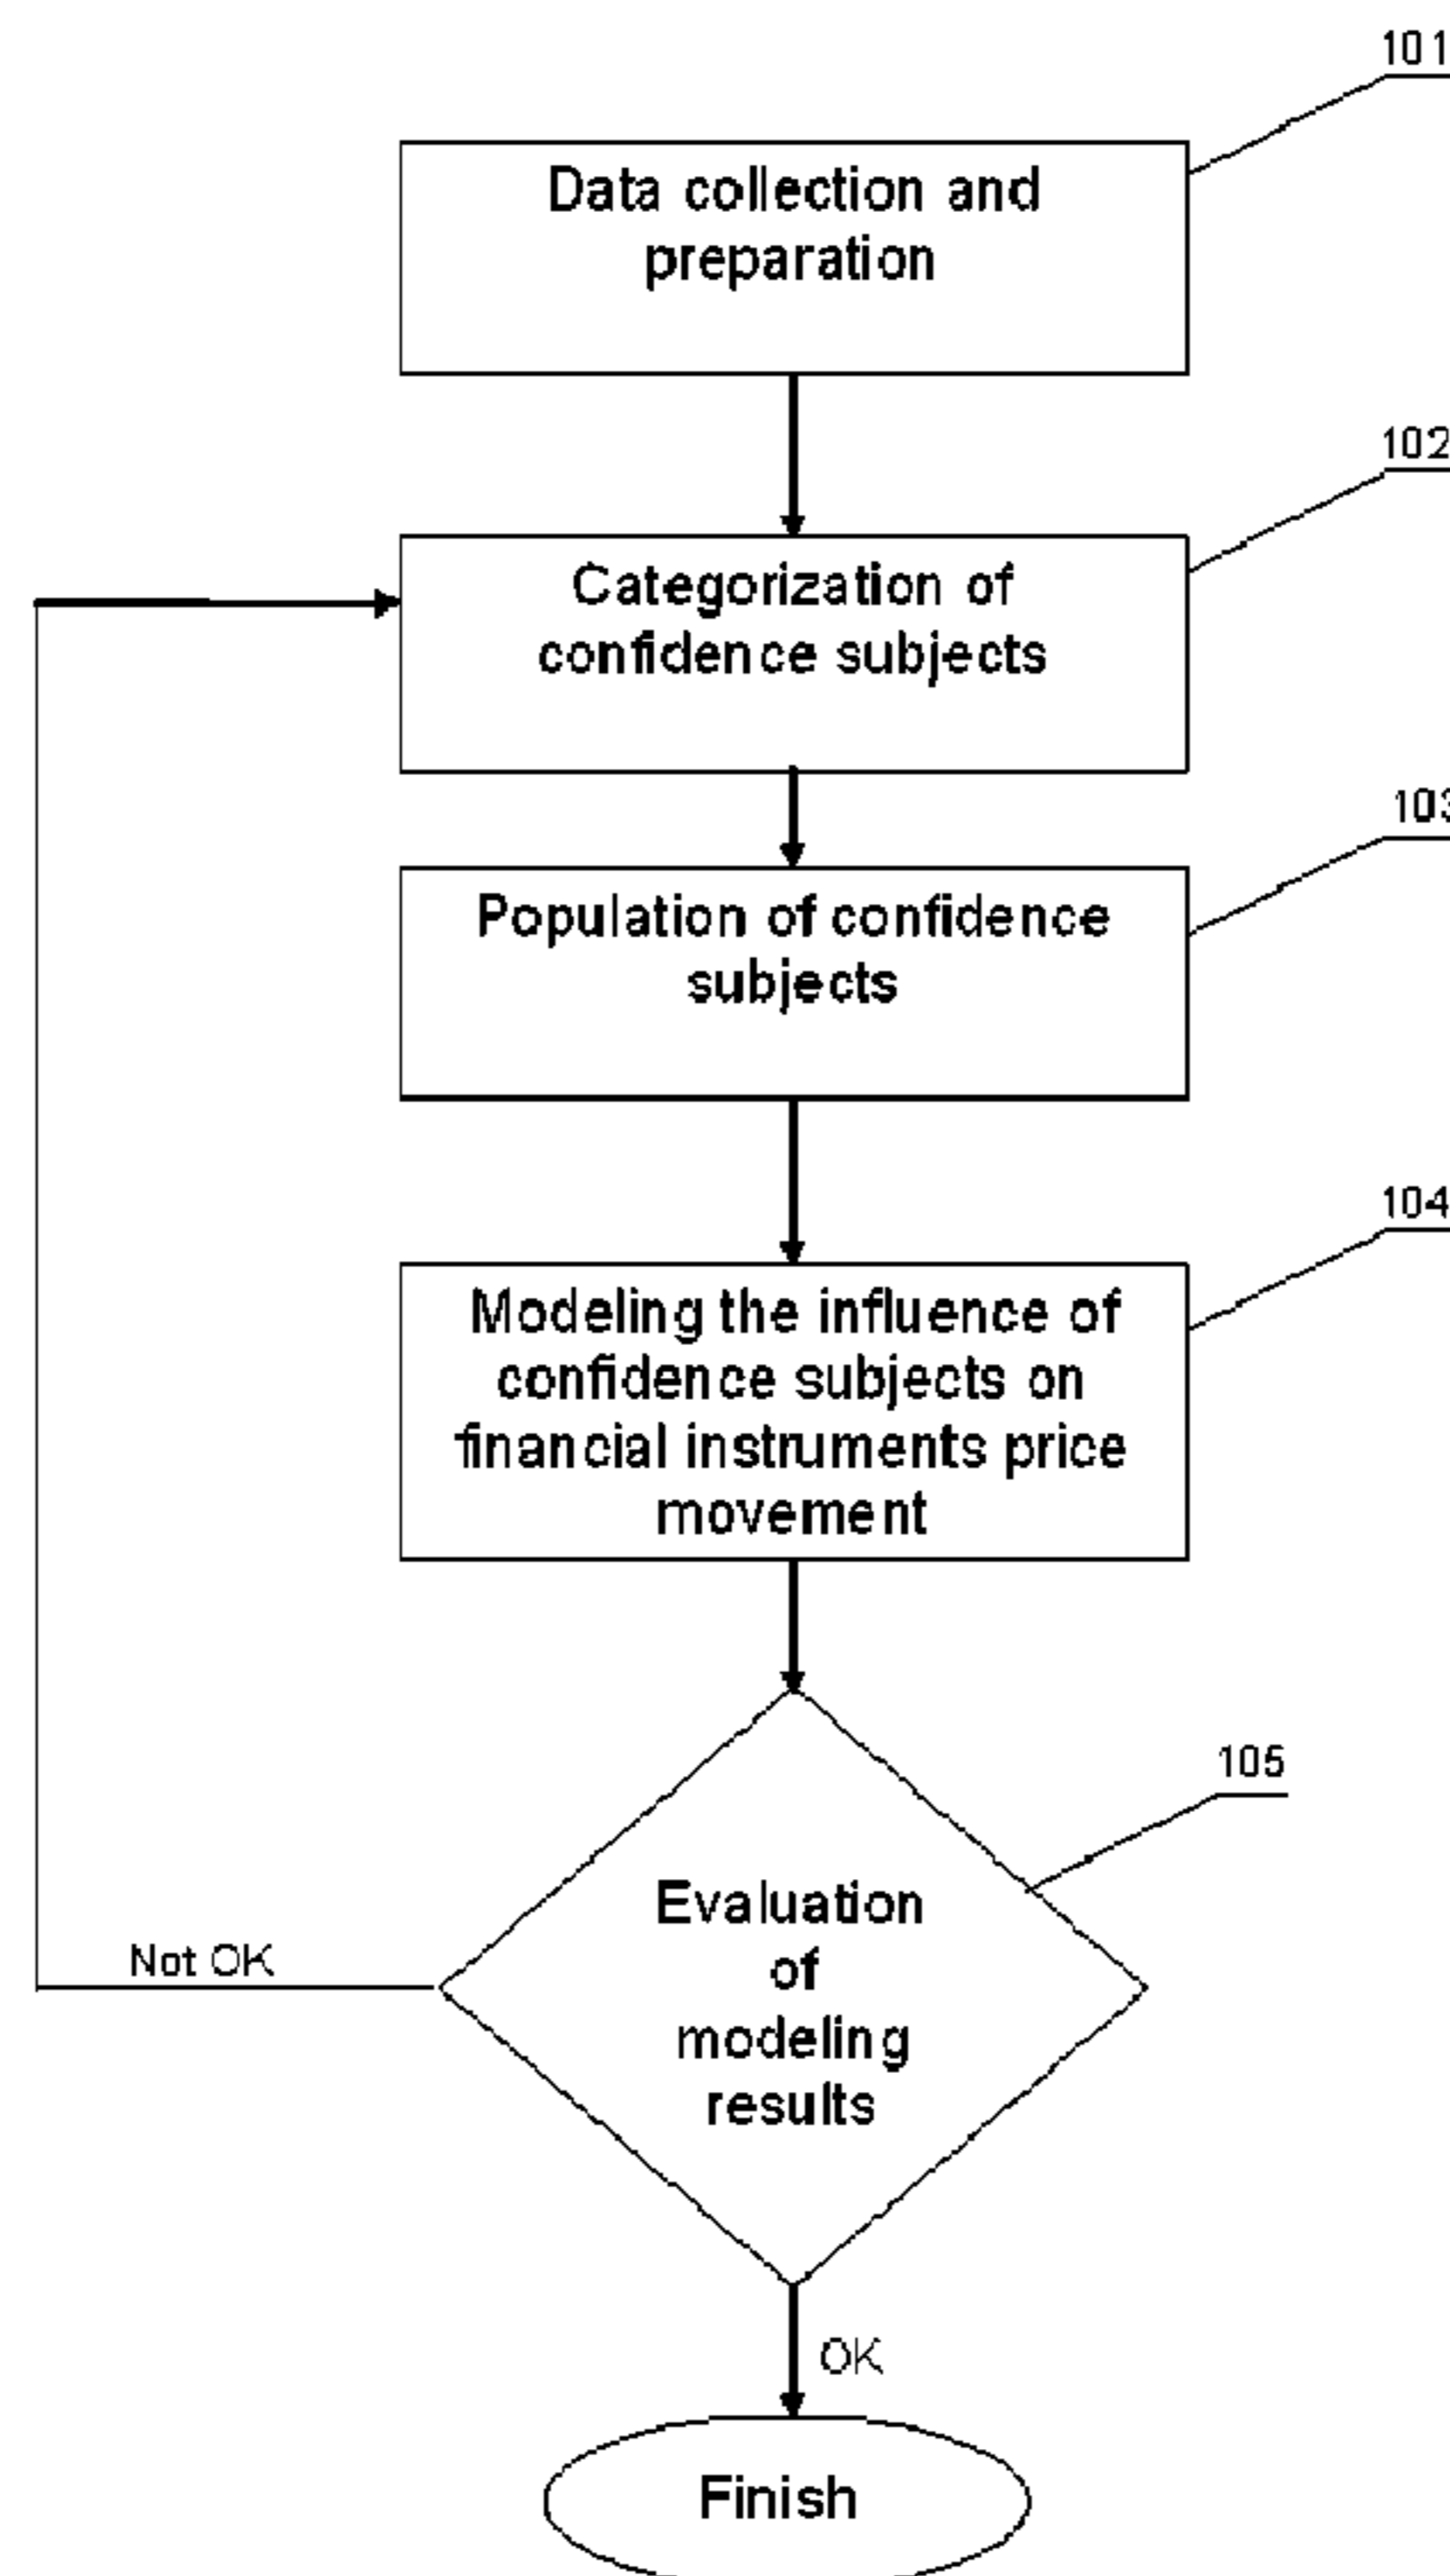 101
Data collection and
preparation
102
Categorization of
confidence subjects
103
Population of confidence
subjects
104
Modeling the influence of
confidence subjects on
financial instruments price
movement
105
Evaluation
of
modeling
results
Not OK
OK
Finish